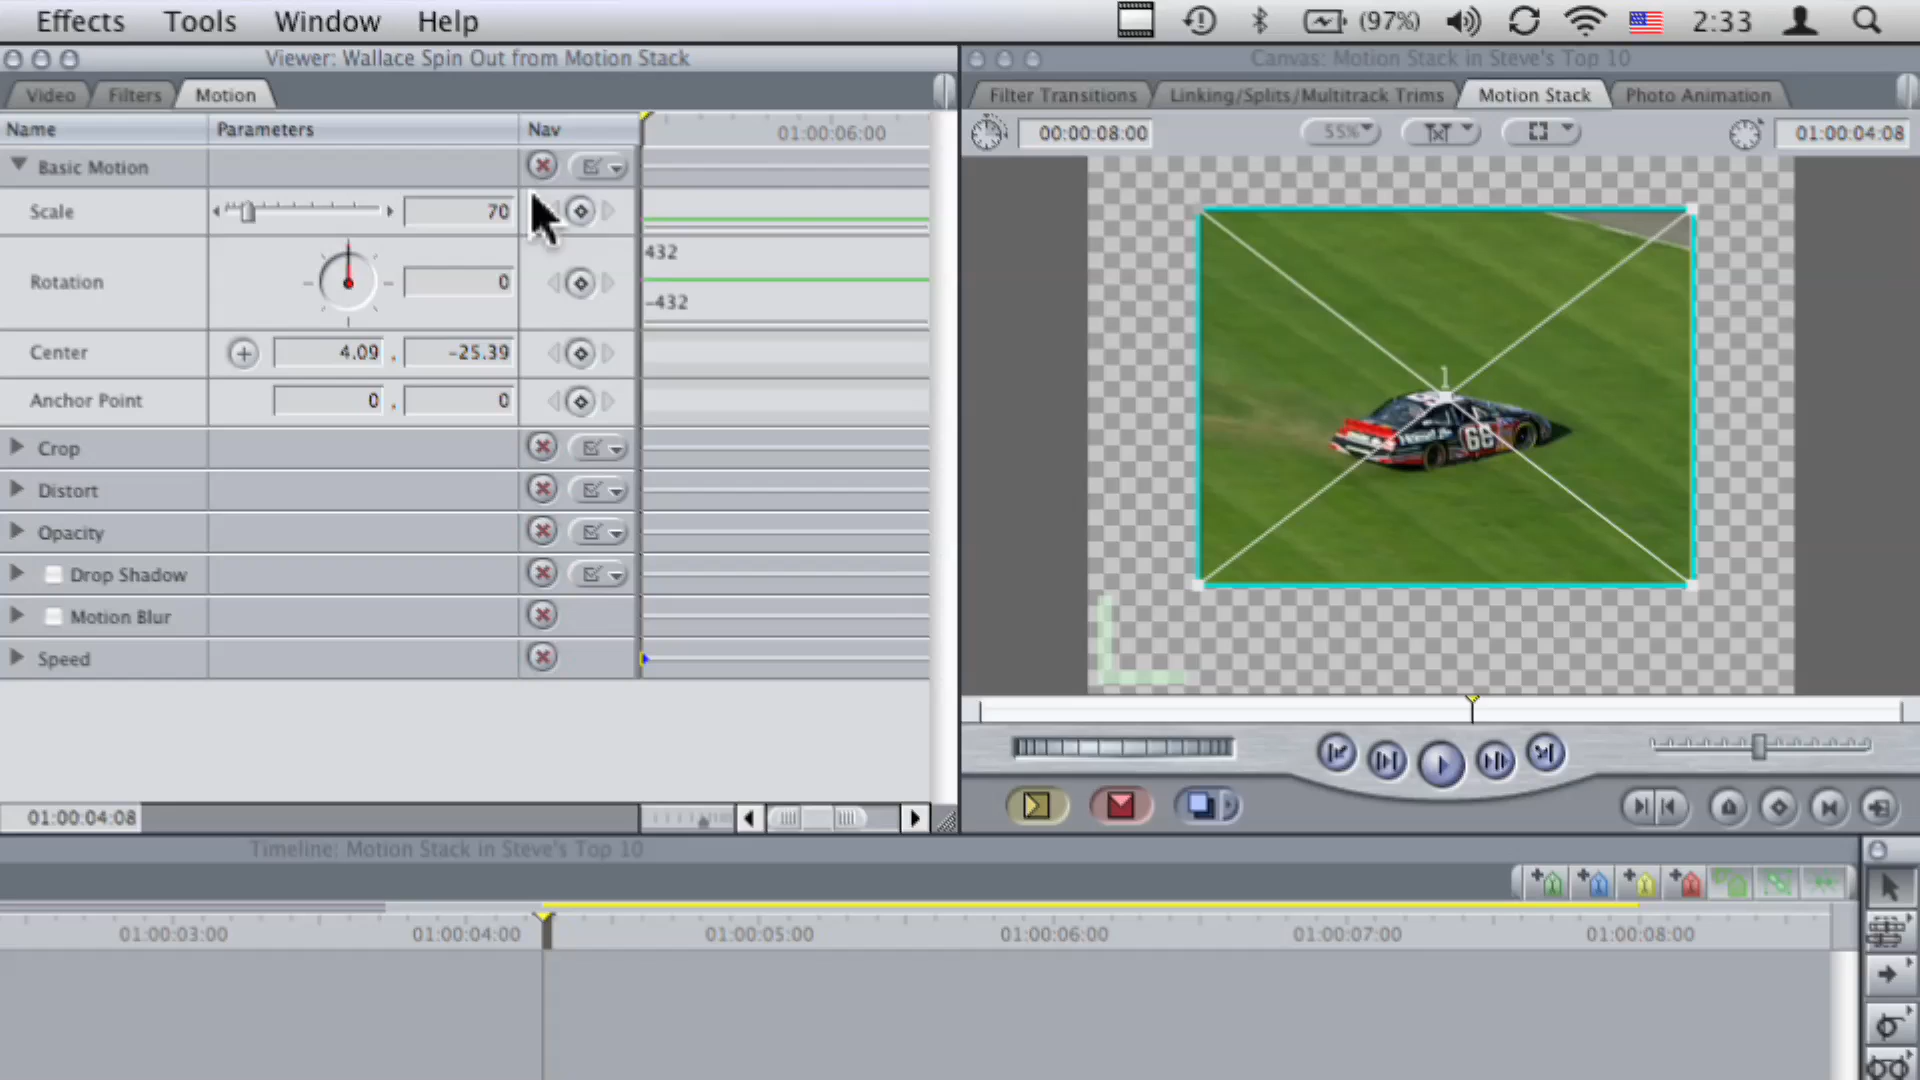 Effects Tools Window Help (97%) 2:33
Viewer: Wallace Spin Out from Motion Stack
Canvas: Motion Stack in Steve's Top 10
Video Filters Motion
Filter Transitions Linking/Splits/Multitrack Trims Motion Stack Photo Animation
Name Parameters Nav 01:00:06:00
00:00:08:00 55% 01:00:04:08
Basic Motion
Scale 70
432
Rotation 0
-432
Center 4.09 , -25.39
Anchor Point 0 , 0
Crop
Distort
Opacity
Drop Shadow
Motion Blur
Speed
1
66
01:00:04:08
Timeline: Motion Stack in Steve's Top 10
01:00:03:00 01:00:04:00 01:00:05:00 01:00:06:00 01:00:07:00 01:00:08:00